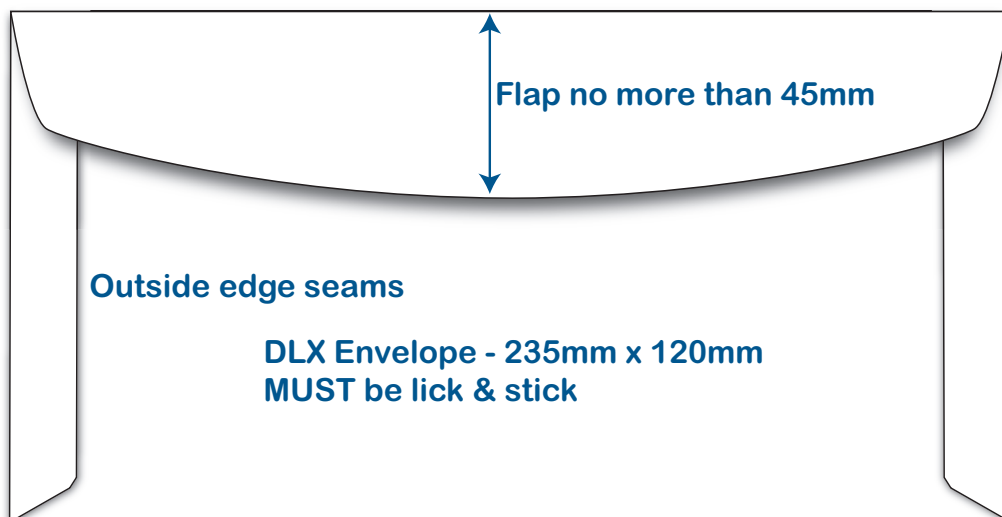 Flap no more than 45mm
Outside edge seams
DLX Envelope - 235mm x 120mm
MUST be lick & stick